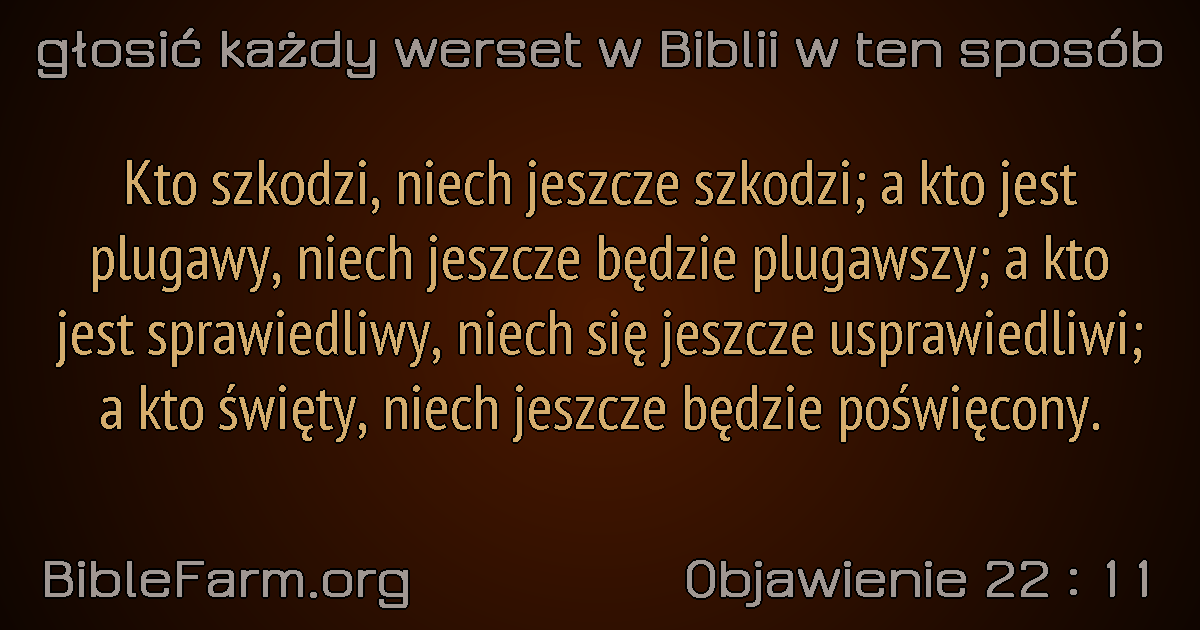 głosić każdy werset w Biblii w ten sposób
Kto szkodzi, niech jeszcze szkodzi; a kto jest
plugawy, niech jeszcze będzie plugawszy; a kto
jest sprawiedliwy, niech się jeszcze usprawiedliwi;
a kto święty, niech jeszcze będzie poświęcony.
BibleFarm.org
Objawienie 22 : 11